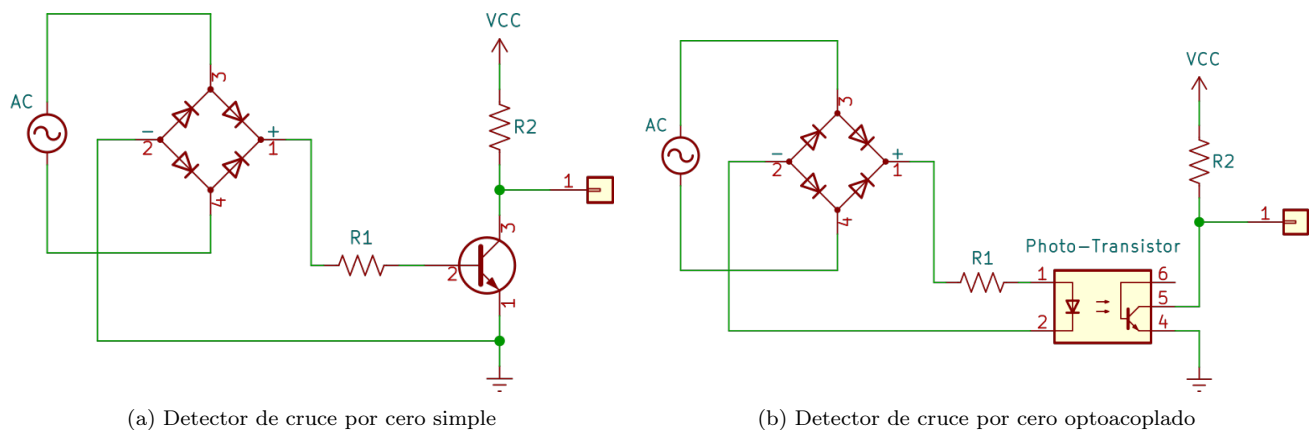 VCC
AC
3
R2
−
+
2
1
1
4
3
R1
2
1
VCC
AC
3
R2
−
+
2
1
4
1
Photo−Transistor
R1
1
6
5
2
4
(a) Detector de cruce por cero simple
(b) Detector de cruce por cero optoacoplado